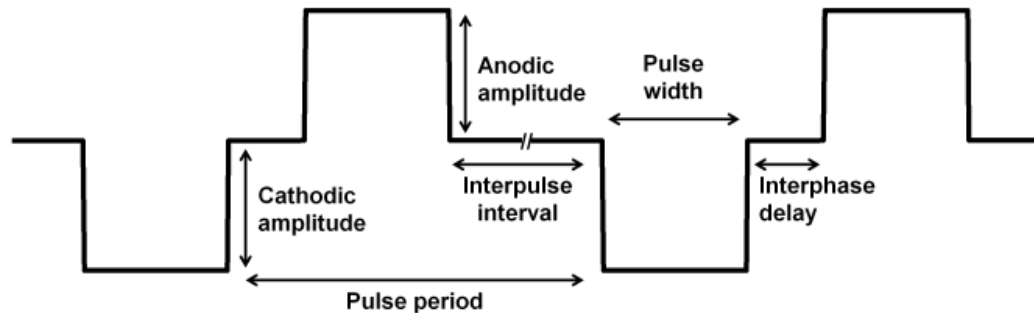 Anodic
amplitude
Pulse
width
Cathodic
amplitude
Interpulse
interval
Interphase
delay
Pulse period